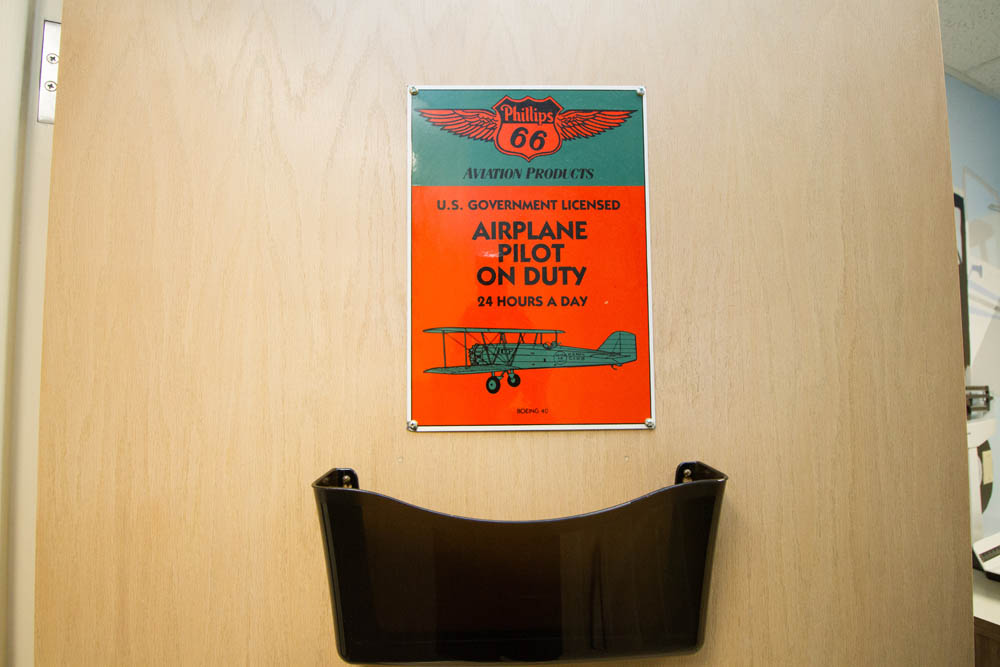 Phillips
66
AVIATION PRODUCTS
U.S. GOVERNMENT LICENSED
AIRPLANE
PILOT
ON DUTY
24 HOURS A DAY
BOEING 40